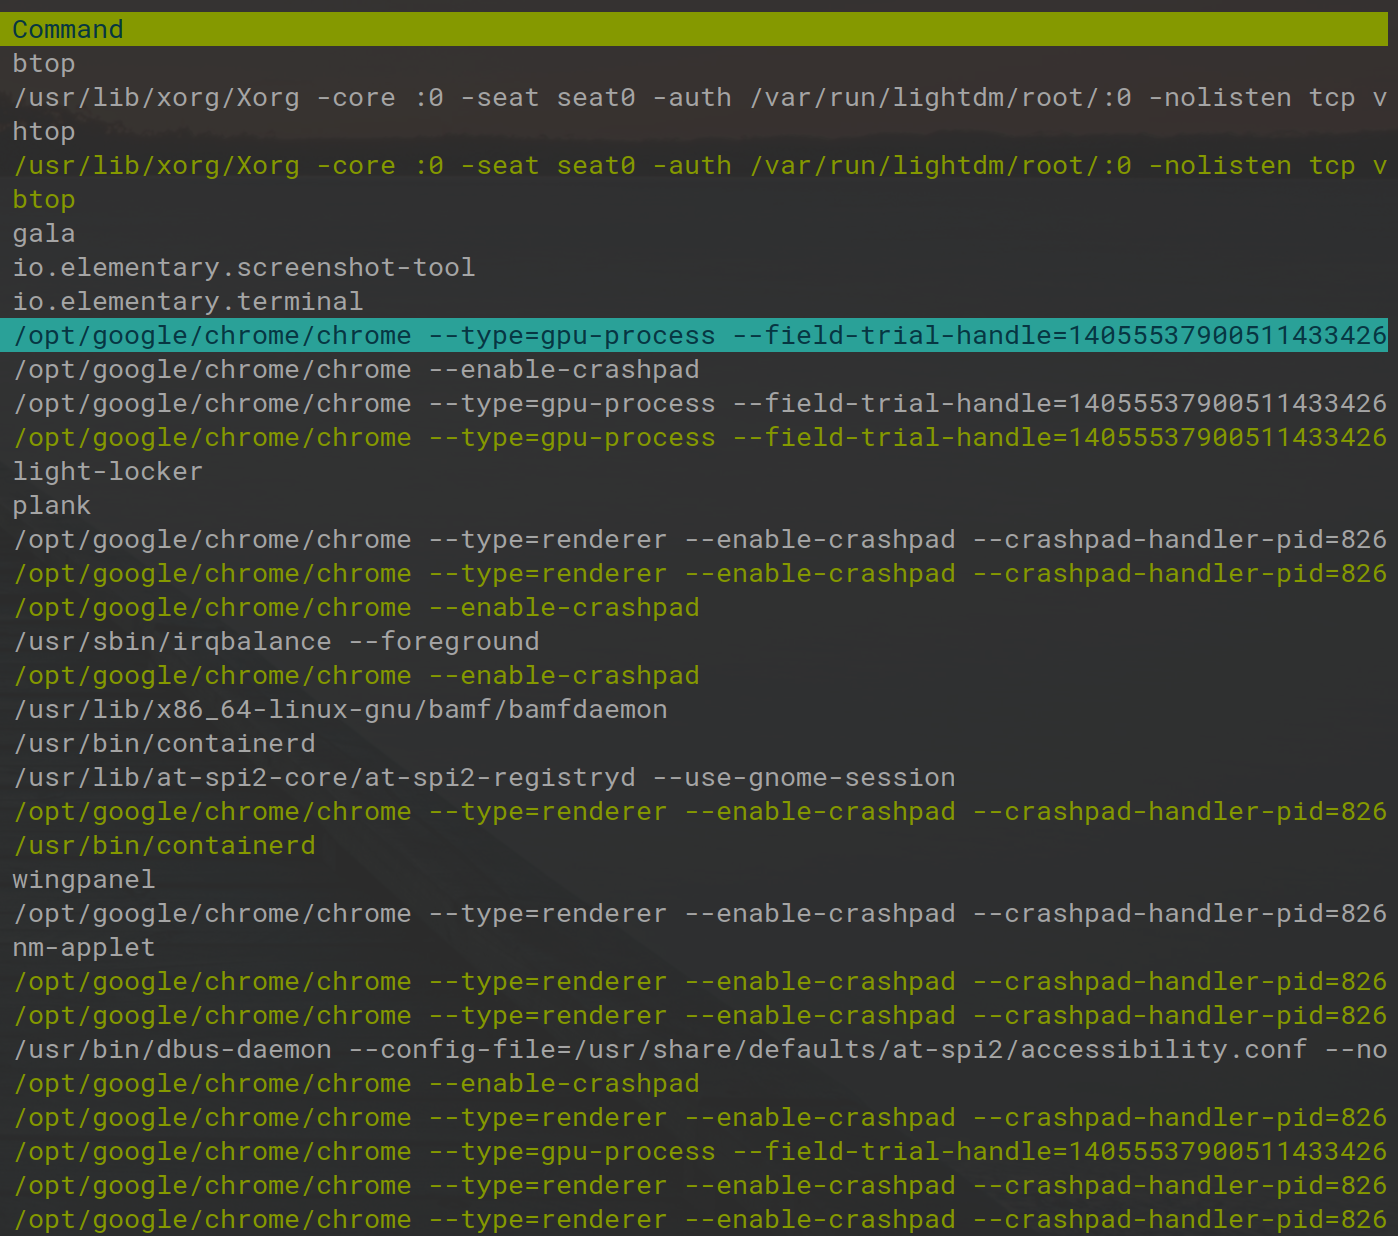 Command
btop
/usr/lib/xorg/Xorg -core :0 -seat seat0 -auth /var/run/lightdm/root/:0 -nolisten tcp v
htop
/usr/lib/xorg/Xorg -core :0 -seat seat0 -auth /var/run/lightdm/root/:0 -nolisten tcp v
btop
gala
io.elementary.screenshot-tool
io.elementary.terminal
/opt/google/chrome/chrome --type=gpu-process --field-trial-handle=14055537900511433426
/opt/google/chrome/chrome --enable-crashpad
/opt/google/chrome/chrome --type=gpu-process --field-trial-handle=14055537900511433426
/opt/google/chrome/chrome --type=gpu-process --field-trial-handle=14055537900511433426
light-locker
plank
/opt/google/chrome/chrome --type=renderer --enable-crashpad --crashpad-handler-pid=826
/opt/google/chrome/chrome --type=renderer --enable-crashpad --crashpad-handler-pid=826
/opt/google/chrome/chrome --enable-crashpad
/usr/sbin/irqbalance --foreground
/opt/google/chrome/chrome --enable-crashpad
/usr/lib/x86_64-linux-gnu/bamf/bamfdaemon
/usr/bin/containerd
/usr/lib/at-spi2-core/at-spi2-registryd --use-gnome-session
/opt/google/chrome/chrome --type=renderer --enable-crashpad --crashpad-handler-pid=826
/usr/bin/containerd
wingpanel
/opt/google/chrome/chrome --type=renderer --enable-crashpad --crashpad-handler-pid=826
nm-applet
/opt/google/chrome/chrome --type=renderer --enable-crashpad --crashpad-handler-pid=826
/opt/google/chrome/chrome --type=renderer --enable-crashpad --crashpad-handler-pid=826
/usr/bin/dbus-daemon --config-file=/usr/share/defaults/at-spi2/accessibility.conf --no
/opt/google/chrome/chrome --enable-crashpad
/opt/google/chrome/chrome --type=renderer --enable-crashpad --crashpad-handler-pid=826
/opt/google/chrome/chrome --type=gpu-process --field-trial-handle=14055537900511433426
/opt/google/chrome/chrome --type=renderer --enable-crashpad --crashpad-handler-pid=826
/opt/google/chrome/chrome --type=renderer --enable-crashpad --crashpad-handler-pid=826